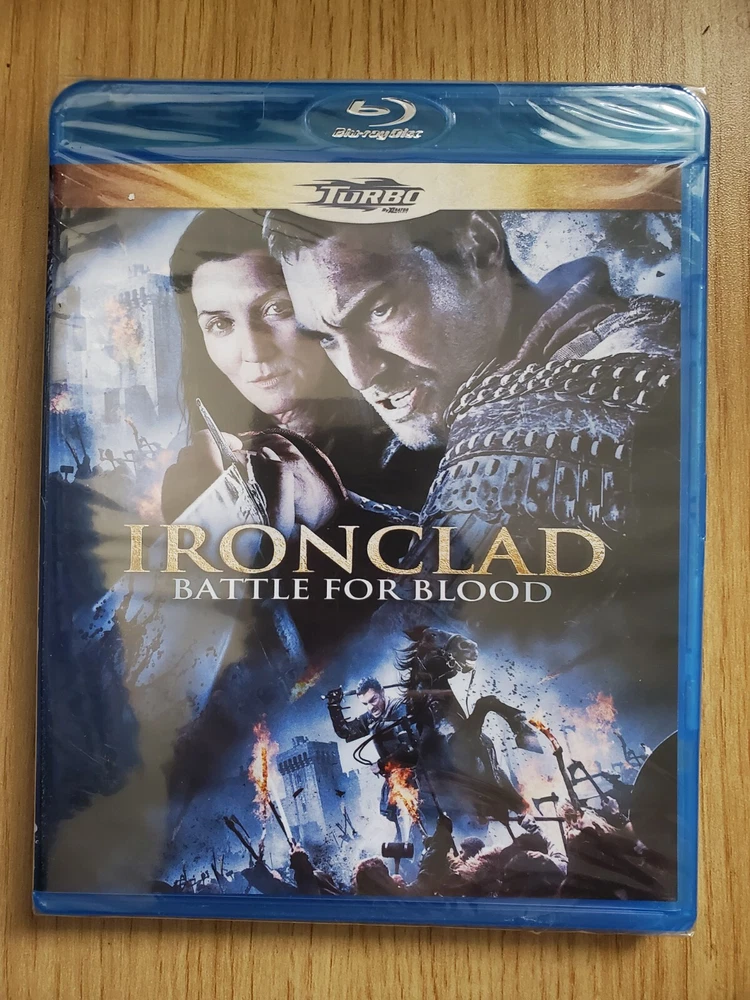 Blu-ray Disc
TURBO
IRONCLAD
BATTLE FOR BLOOD